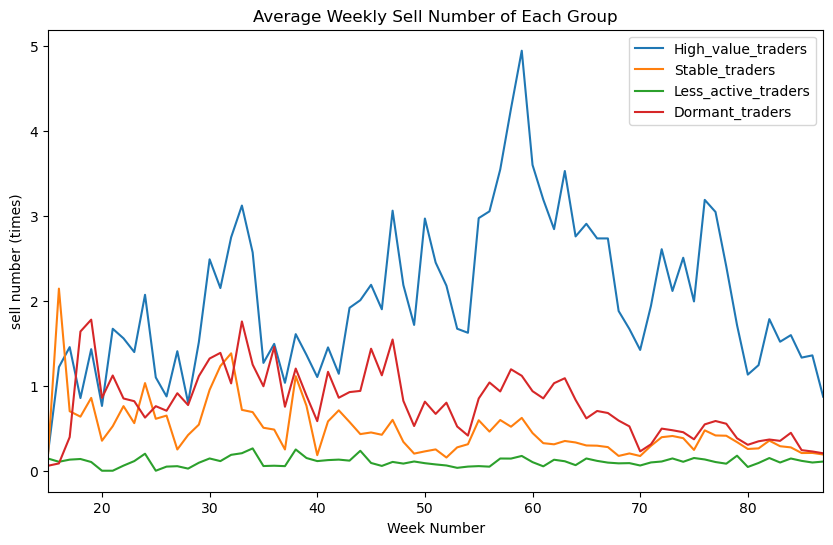 Average Weekly Sell Number of Each Group
sell number (times)
5
4
3
2
1
0
High_value_traders
Stable_traders
Less_active_traders
Dormant_traders
20 30 40 50 60 70 80
Week Number